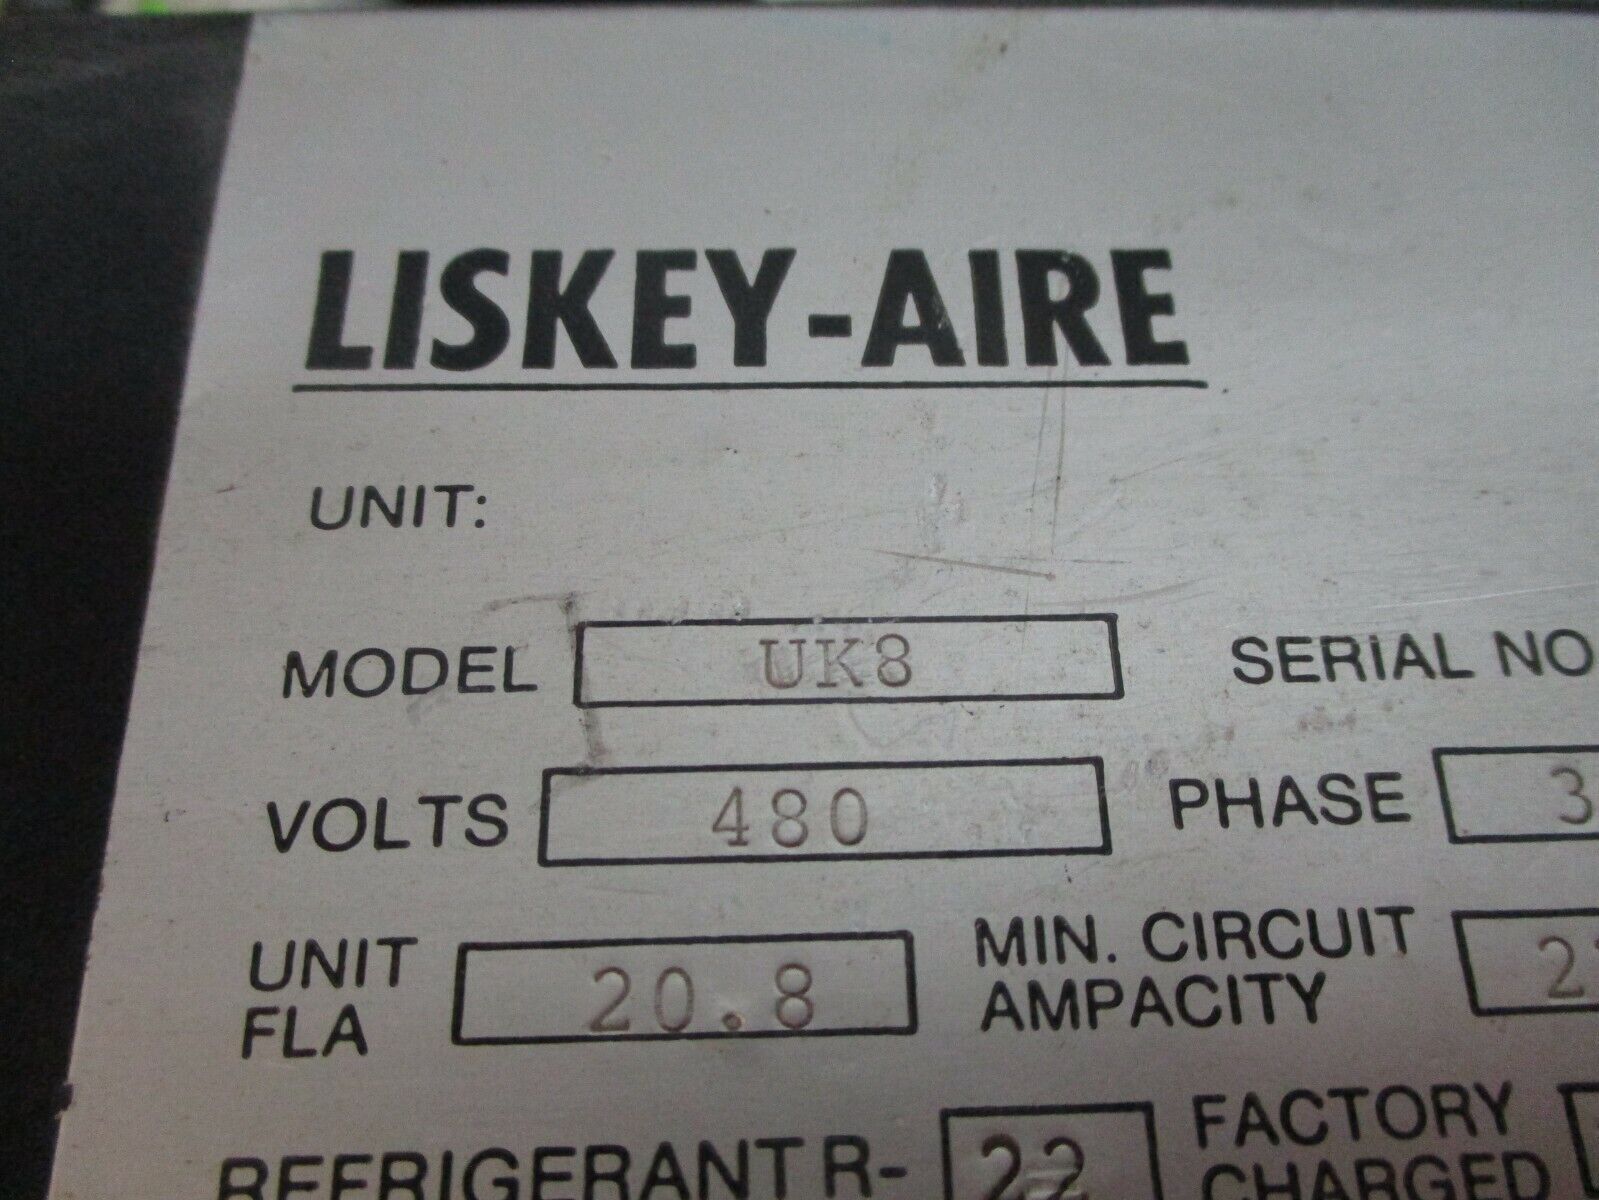 LISKEY-AIRE
UNIT:
MODEL UK8 SERIAL NO
VOLTS 480 PHASE 3
UNIT FLA 20.8 MIN. CIRCUIT AMPACITY
REFRIGERANT R- 22 FACTORY CHARGED